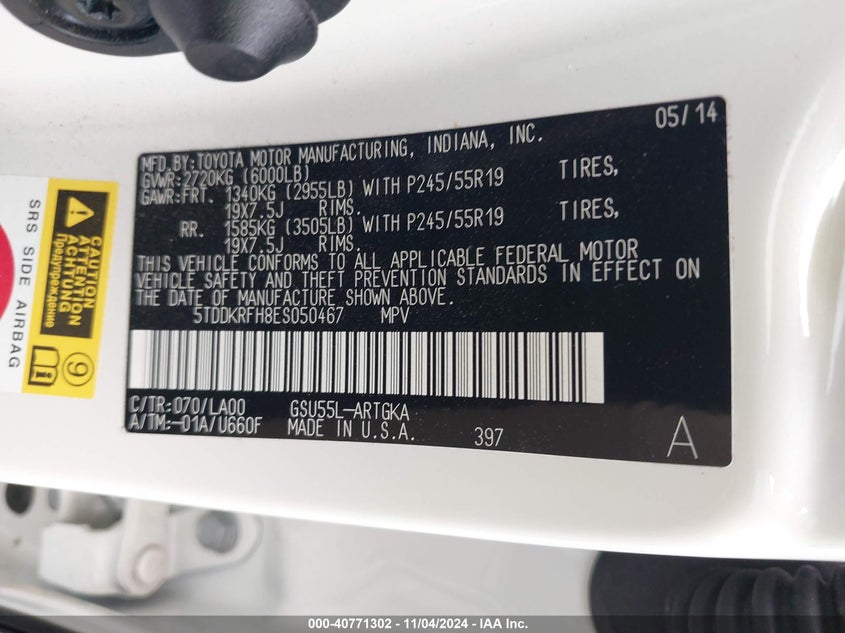 05/14
MFD.BY:TOYOTA MOTOR MANUFACTURING, INDIANA, INC.
GVWR:2720KG (6000LB)
GAWR:FRT. 1340KG (2955LB) WITH P245/55R19 TIRES,
19X7.5J RIMS.
RR. 1585KG (3505LB) WITH P245/55R19 TIRES,
19X7.5J RIMS.
THIS VEHICLE CONFORMS TO ALL APPLICABLE FEDERAL MOTOR
VEHICLE SAFETY AND THEFT PREVENTION STANDARDS IN EFFECT ON
THE DATE OF MANUFACTURE SHOWN ABOVE.
5TDDKRFH8ES050467 MPV
C/TR:070/LA00 GSU55L-ARTGKA
A/TM:-01A/U660F MADE IN U.S.A. 397 A
CAUTION
ATTENTION
ACHTUNG
Предупреждение
9
SRS SIDE AIRBAG
000-40771302 - 11/04/2024 - IAA Inc.